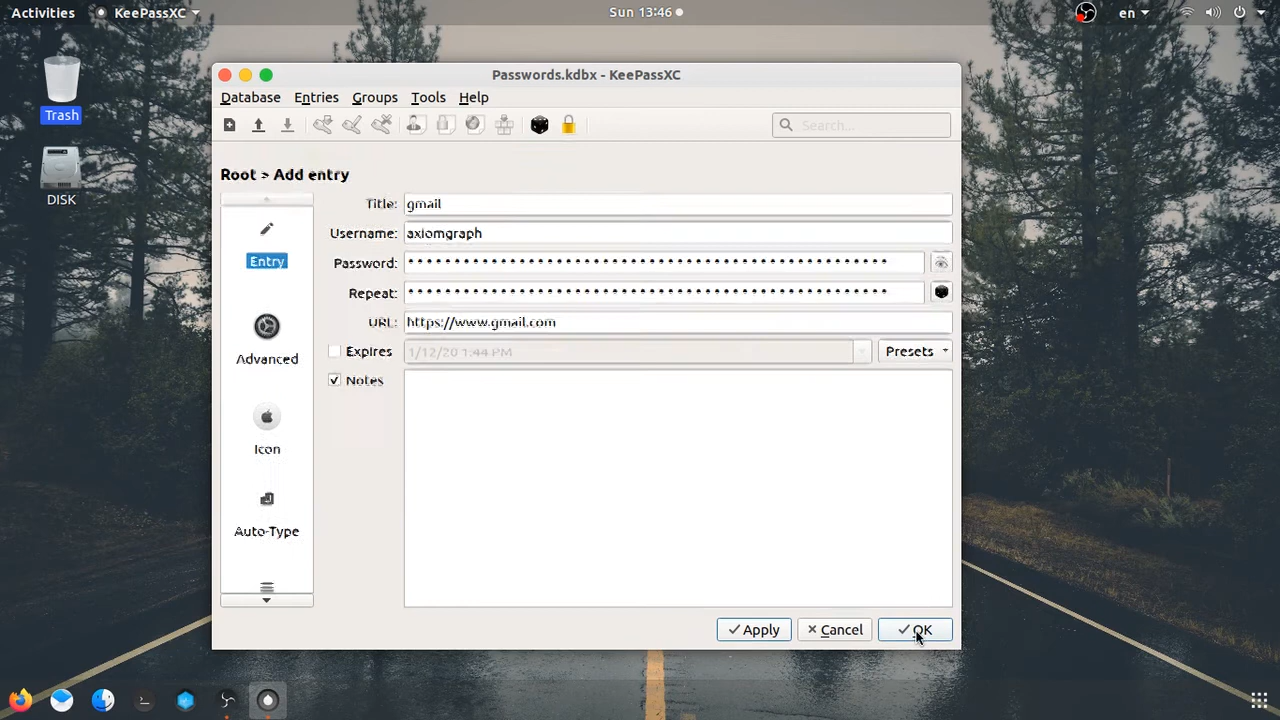 Activities KeePassXC Sun 13:46 en
Trash
DISK
Passwords.kdbx - KeePassXC
Database Entries Groups Tools Help
Search...
Root > Add entry
Entry
Advanced
Icon
Auto-Type
Title: gmail
Username: axiomgraph
Password:
Repeat:
URL: https://www.gmail.com
Expires 1/12/20 1:44 PM Presets
Notes
Apply Cancel OK